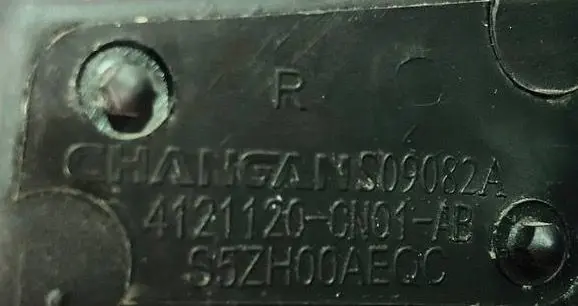 R
CHANGAN S09082A
4121120-CN01-AB
S5ZH00AEQC